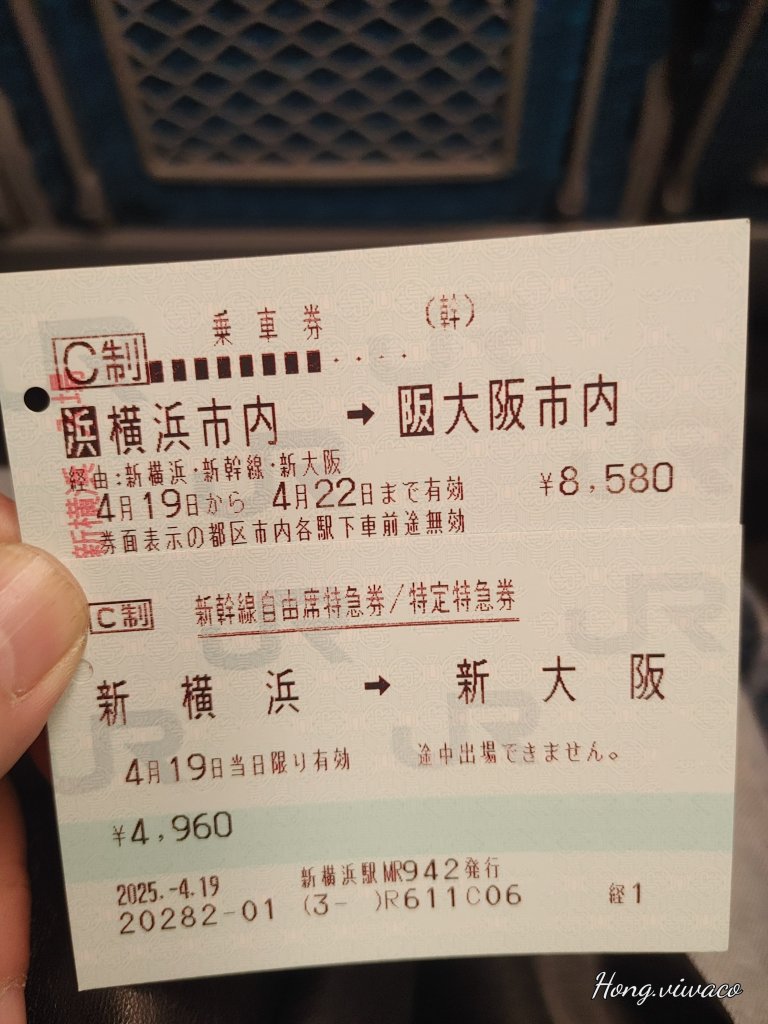 乗車券 (幹)
C制
浜横浜市内 → 阪大阪市内
経由:新横浜・新幹線・新大阪
4月19日から 4月22日まで有効 ¥8,580
券面表示の都区市内各駅下車前途無効
新横浜
C制 新幹線自由席特急券/特定特急券
新横浜 → 新大阪
4月19日当日限り有効 途中出場できません。
¥4,960
2025.-4.19 新横浜駅MR942発行
20282-01 (3- )R611C06 経1
JR
Hong.viwaco